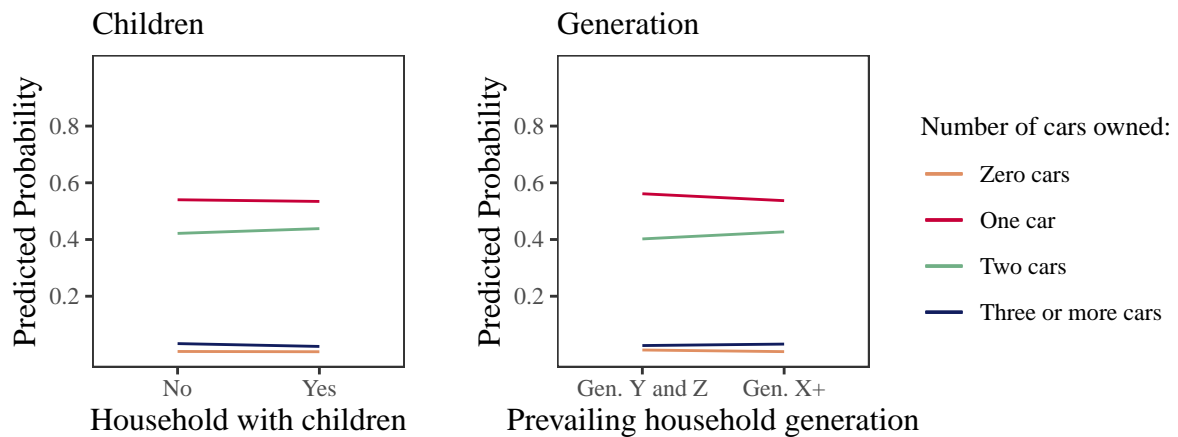 Children
Predicted Probability
0.8
0.6
0.4
0.2
No Yes
Household with children
Generation
Predicted Probability
0.8
0.6
0.4
0.2
Gen. Y and Z Gen. X+
Prevailing household generation
Number of cars owned:
Zero cars
One car
Two cars
Three or more cars